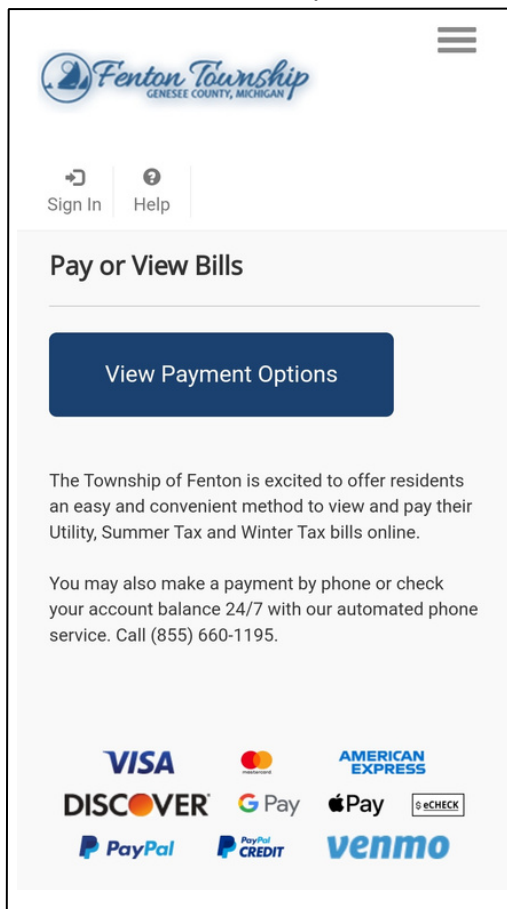 Fenton Township
GENESEE COUNTY, MICHIGAN
Sign In Help
Pay or View Bills
View Payment Options
The Township of Fenton is excited to offer residents
an easy and convenient method to view and pay their
Utility, Summer Tax and Winter Tax bills online.
You may also make a payment by phone or check
your account balance 24/7 with our automated phone
service. Call (855) 660-1195.
VISA mastercard AMERICAN
EXPRESS
DISCOVER G Pay Pay $ eCHECK
PayPal PayPal
CREDIT venmo